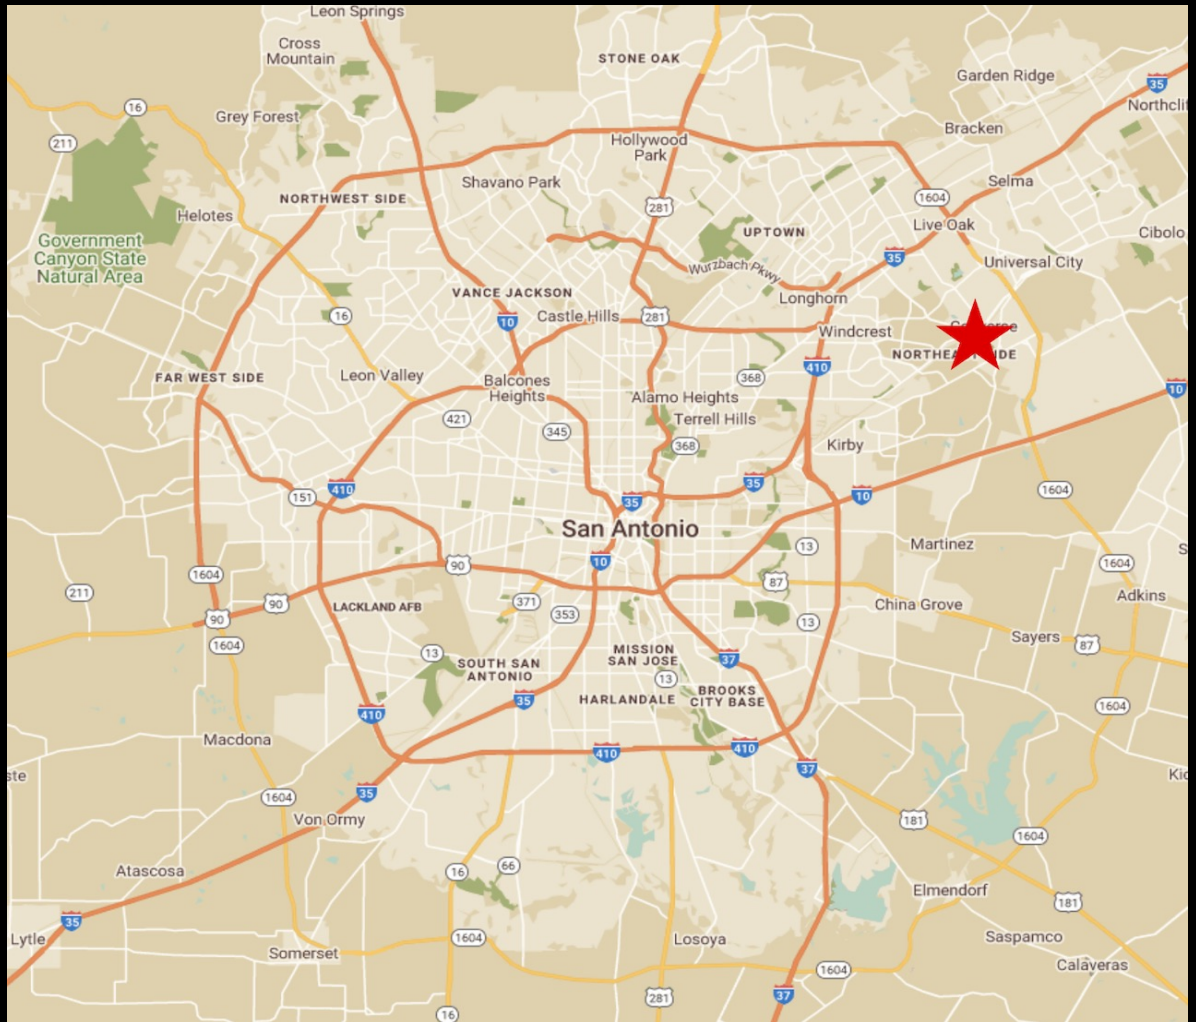 Leon Springs
Cross
Mountain
STONE OAK
Garden Ridge
35
Northclif
16
Grey Forest
211
Bracken
Hollywood
Park
Shavano Park
Selma
NORTHWEST SIDE
1604
281
Helotes
Live Oak
UPTOWN
Cibolo
Government
Canyon State
Natural Area
35
Universal City
Wurzbach Pkwy
VANCE JACKSON
Longhorn
16
10
Castle Hills
281
Windcrest
NORTHEA
IDE
410
FAR WEST SIDE
Leon Valley
368
Balcones
Heights
10
Alamo Heights
421
Terrell Hills
345
368
Kirby
410
35
151
35
10
1604
San Antonio
13
Martinez
10
90
1604
1604
87
211
90
LACKLAND AFB
371
353
China Grove
Adkins
90
13
1604
Sayers
87
13
SOUTH SAN
ANTONIO
MISSION
SAN JOSE
37
13
BROOKS
CITY BASE
35
HARLANDALE
1604
410
Macdona
410
410
37
ste
35
1604
Von Ormy
181
1604
Atascosa
16
66
Elmendorf
181
35
Lytle
1604
Losoya
Saspamco
Somerset
Calaveras
1604
281
37
16